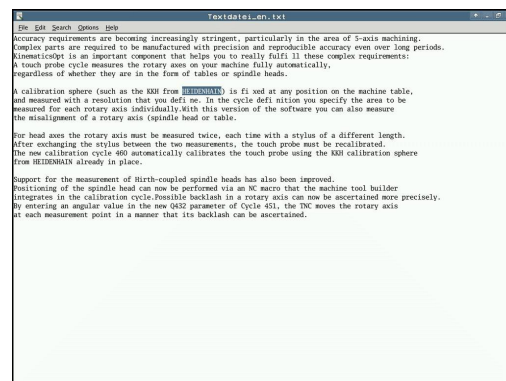 Textdatei_en.txt
File Edit Search Options Help
Accuracy requirements are becoming increasingly stringent, particularly in the area of 5-axis machining.
Complex parts are required to be manufactured with precision and reproducible accuracy even over long periods.
KinematicsOpt is an important component that helps you to really fulfi ll these complex requirements:
A touch probe cycle measures the rotary axes on your machine fully automatically,
regardless of whether they are in the form of tables or spindle heads.
A calibration sphere (such as the KKH from HEIDENHAIN) is fi xed at any position on the machine table,
and measured with a resolution that you defi ne. In the cycle defi nition you specify the area to be
measured for each rotary axis individually.With this version of the software you can also measure
the misalignment of a rotary axis (spindle head or table.
For head axes the rotary axis must be measured twice, each time with a stylus of a different length.
After exchanging the stylus between the two measurements, the touch probe must be recalibrated.
The new calibration cycle 460 automatically calibrates the touch probe using the KKH calibration sphere
from HEIDENHAIN already in place.
Support for the measurement of Hirth-coupled spindle heads has also been improved.
Positioning of the spindle head can now be performed via an NC macro that the machine tool builder
integrates in the calibration cycle.Possible backlash in a rotary axis can now be ascertained more precisely.
By entering an angular value in the new Q432 parameter of Cycle 451, the TNC moves the rotary axis
at each measurement point in a manner that its backlash can be ascertained.